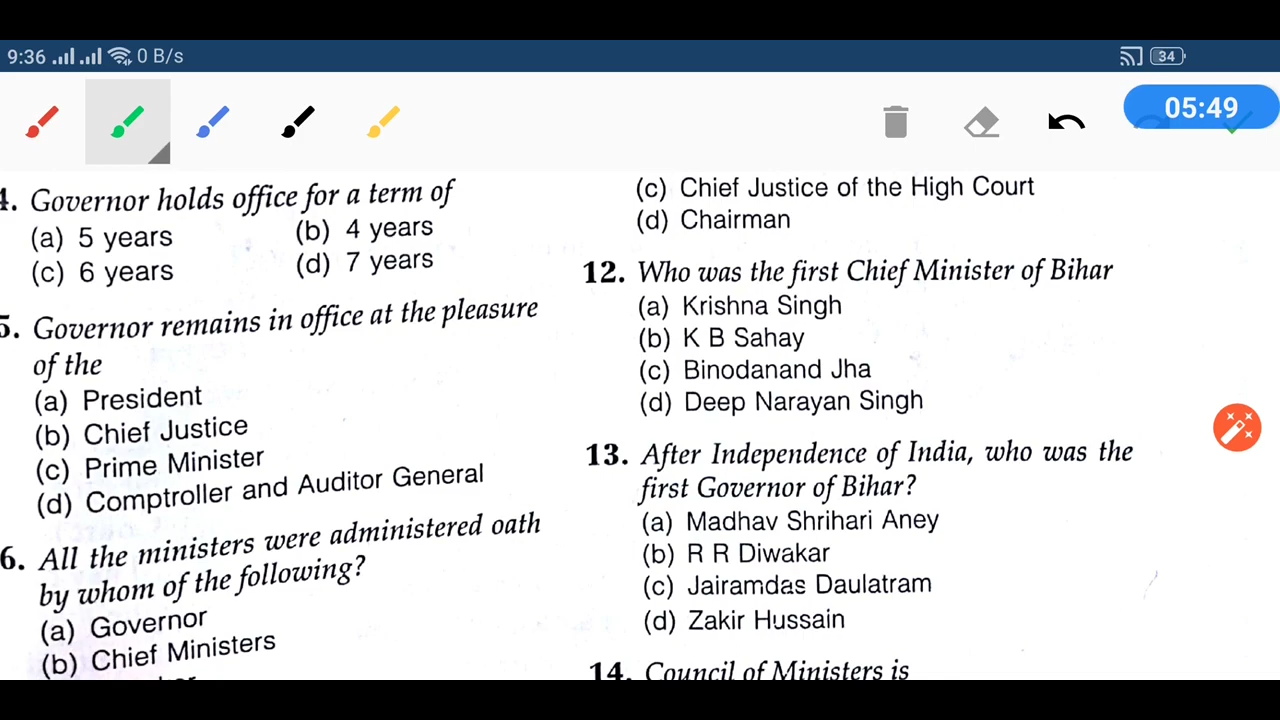 9:36 0 B/s 34
05:49
4. Governor holds office for a term of
(a) 5 years (b) 4 years
(c) 6 years (d) 7 years
5. Governor remains in office at the pleasure
of the
(a) President
(b) Chief Justice
(c) Prime Minister
(d) Comptroller and Auditor General
6. All the ministers were administered oath
by whom of the following?
(a) Governor
(b) Chief Ministers
(c) Chief Justice of the High Court
(d) Chairman
12. Who was the first Chief Minister of Bihar
(a) Krishna Singh
(b) K B Sahay
(c) Binodanand Jha
(d) Deep Narayan Singh
13. After Independence of India, who was the
first Governor of Bihar?
(a) Madhav Shrihari Aney
(b) R R Diwakar
(c) Jairamdas Daulatram
(d) Zakir Hussain
14. Council of Ministers is